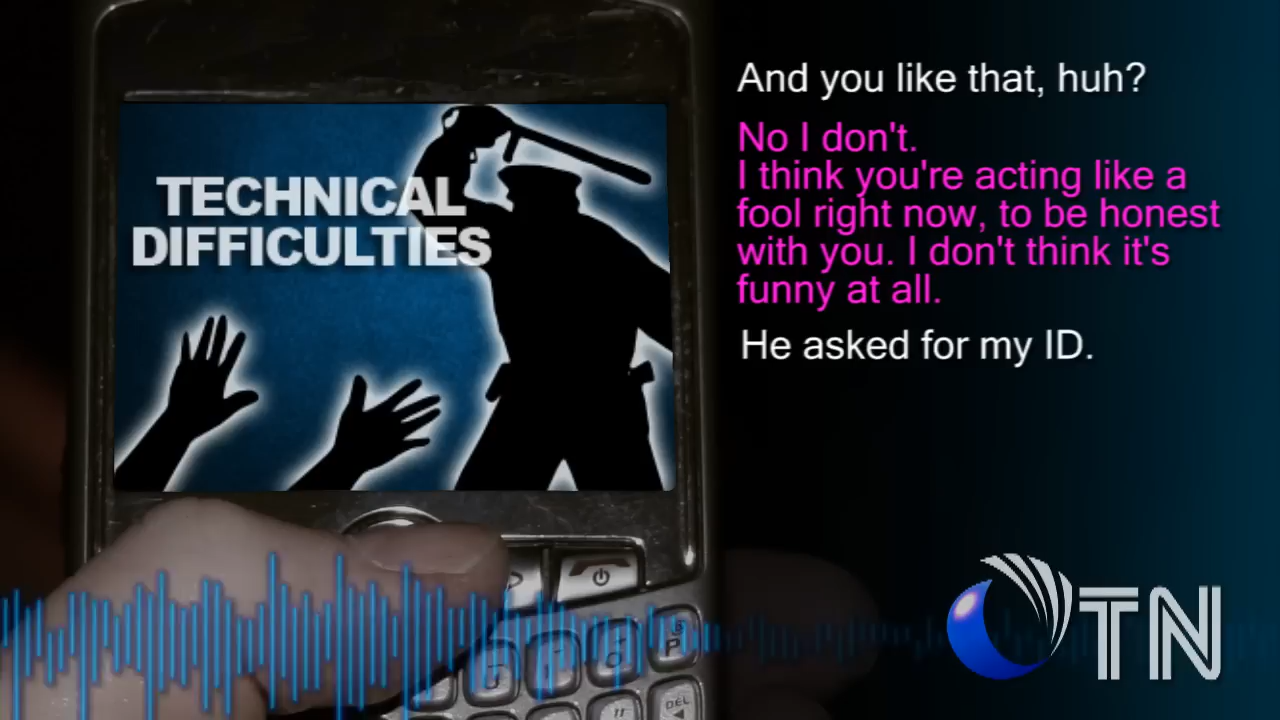 TECHNICAL
DIFFICULTIES
And you like that, huh?
No I don't.
I think you're acting like a
fool right now, to be honest
with you. I don't think it's
funny at all.
He asked for my ID.
TN
P
DEL